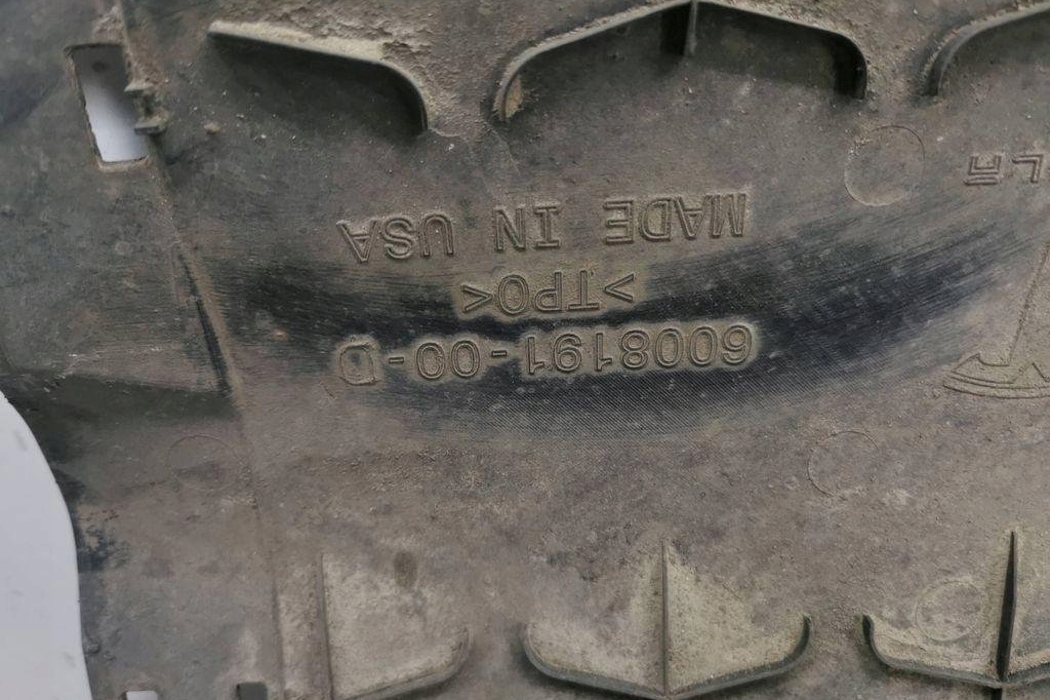 6008191-00-D
>TPO<
MADE IN USA